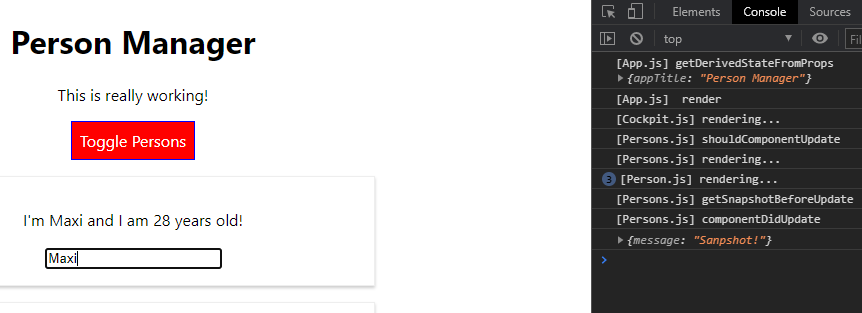 Person Manager
This is really working!
Toggle Persons
I'm Maxi and I am 28 years old!
Maxi
Elements Console Sources
top Fil
[App.js] getDerivedStateFromProps
{appTitle: "Person Manager"}
[App.js]  render
[Cockpit.js] rendering...
[Persons.js] shouldComponentUpdate
[Persons.js] rendering...
3 [Person.js] rendering...
[Persons.js] getSnapshotBeforeUpdate
[Persons.js] componentDidUpdate
{message: "Sanpshot!"}